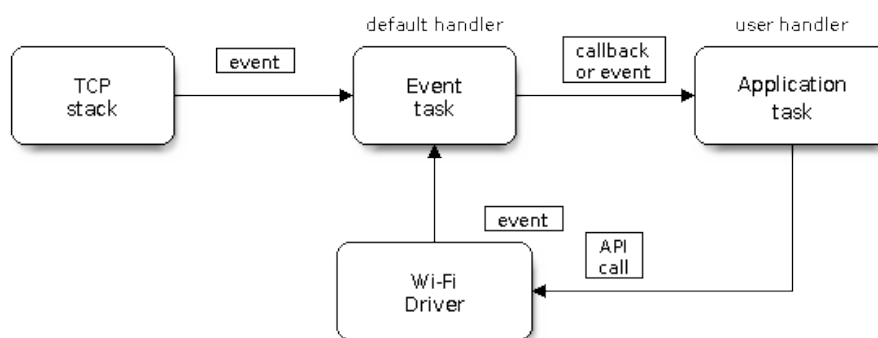 default handler
user handler
event
callback
or event
TCP
stack
Event
task
Application
task
event
API
call
Wi-Fi
Driver